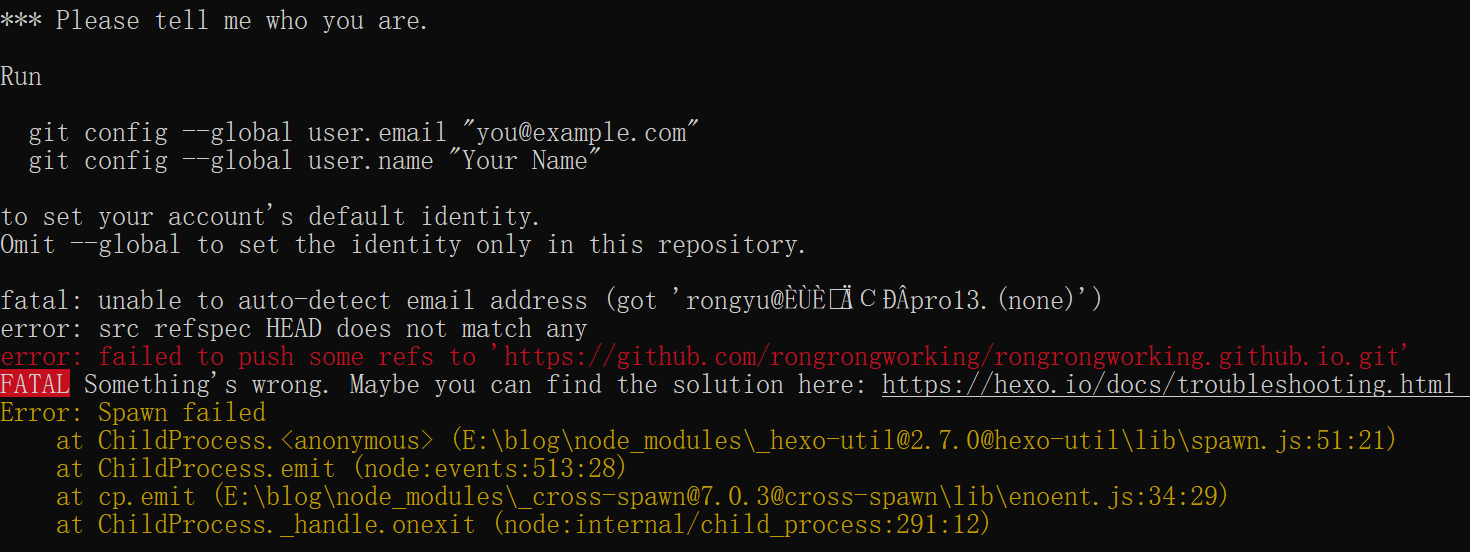 *** Please tell me who you are.
Run
git config --global user.email "you@example.com"
git config --global user.name "Your Name"
to set your account's default identity.
Omit --global to set the identity only in this repository.
fatal: unable to auto-detect email address (got 'rongyu@ÈÙÈ□ÄCÐÂpro13.(none)')
error: src refspec HEAD does not match any
error: failed to push some refs to 'https://github.com/rongrongworking/rongrongworking.github.io.git'
FATAL Something's wrong. Maybe you can find the solution here: https://hexo.io/docs/troubleshooting.html
Error: Spawn failed
at ChildProcess.<anonymous> (E:\blog\node_modules\_hexo-util@2.7.0@hexo-util\lib\spawn.js:51:21)
at ChildProcess.emit (node:events:513:28)
at cp.emit (E:\blog\node_modules\_cross-spawn@7.0.3@cross-spawn\lib\enoent.js:34:29)
at ChildProcess._handle.onexit (node:internal/child_process:291:12)